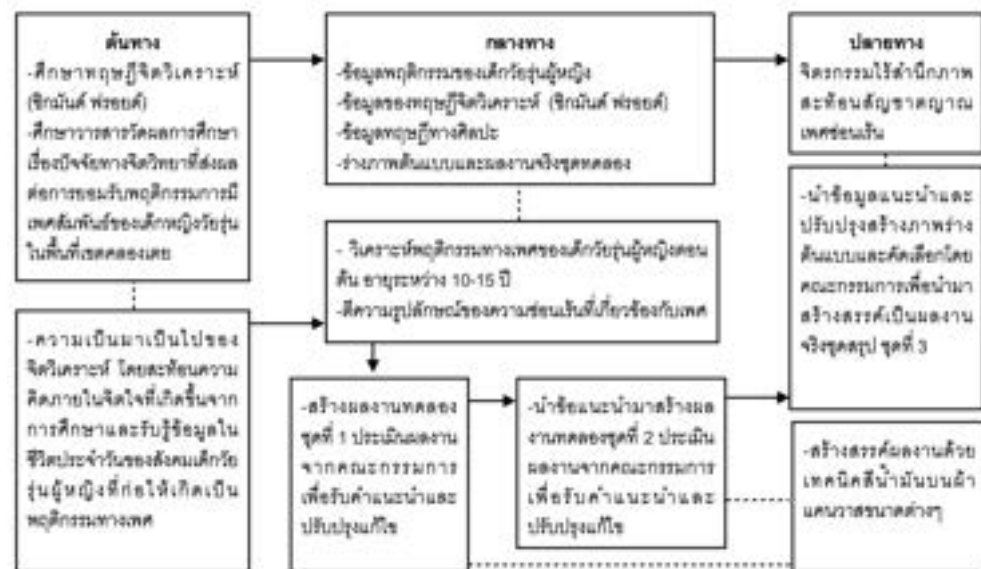 ต้นทาง
-ศึกษาทฤษฎีจิตวิเคราะห์
(ซิกมันด์ ฟรอยด์)
-ศึกษาวารสารวัดผลการศึกษา
เรื่องปัจจัยทางจิตวิทยาที่ส่งผล
ต่อการยอมรับพฤติกรรมการมี
เพศสัมพันธ์ของเด็กหญิงวัยรุ่น
ในพื้นที่เขตคลองเตย
กลางทาง
-ข้อมูลพฤติกรรมของเด็กวัยรุ่นผู้หญิง
-ข้อมูลของทฤษฎีจิตวิเคราะห์ (ซิกมันด์ ฟรอยด์)
-ข้อมูลทฤษฎีทางศิลปะ
-ร่างภาพต้นแบบและผลงานจริงชุดทดลอง
ปลายทาง
จิตรกรรมไร้สำนึกภาพ
สะท้อนสัญชาตญาณ
เพศซ่อนเร้น
-ความเป็นมาเป็นไปของ
จิตวิเคราะห์ โดยสะท้อนความ
คิดภายในจิตใจที่เกิดขึ้นจาก
การศึกษาและรับรู้ข้อมูลใน
ชีวิตประจำวันของสังคมเด็กวัย
รุ่นผู้หญิงที่ก่อให้เกิดเป็น
พฤติกรรมทางเพศ
- วิเคราะห์พฤติกรรมทางเพศของเด็กวัยรุ่นผู้หญิงตอน
ต้น อายุระหว่าง 10-15 ปี
-ตีความรูปลักษณ์ของความซ่อนเร้นที่เกี่ยวข้องกับเพศ
-สร้างผลงานทดลอง
ชุดที่ 1 ประเมินผลงาน
จากคณะกรรมการ
เพื่อรับคำแนะนำและ
ปรับปรุงแก้ไข
-นำข้อแนะนำมาสร้างผล
งานทดลองชุดที่ 2 ประเมิน
ผลงานจากคณะกรรมการ
เพื่อรับคำแนะนำและ
ปรับปรุงแก้ไข
-นำข้อมูลแนะนำและ
ปรับปรุงสร้างภาพร่าง
ต้นแบบและคัดเลือกโดย
คณะกรรมการเพื่อนำมา
สร้างสรรค์เป็นผลงาน
จริงชุดสรุป ชุดที่ 3
-สร้างสรรค์ผลงานด้วย
เทคนิคสีน้ำมันบนผ้า
แคนวาสขนาดต่างๆ